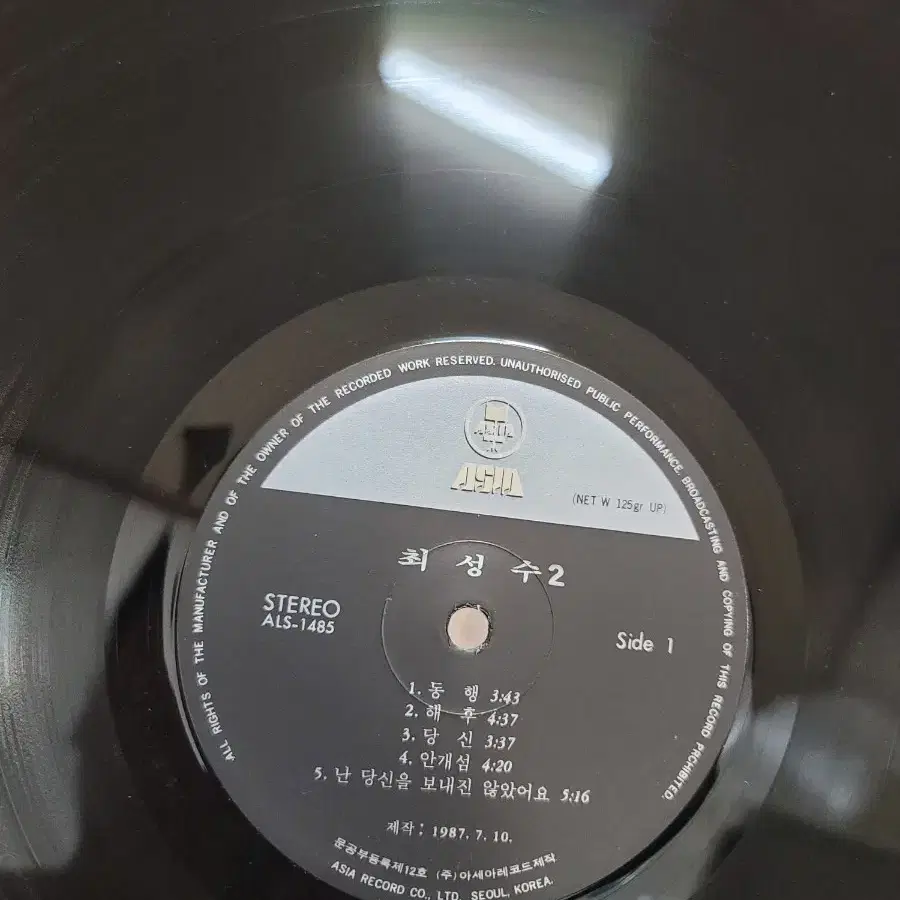 ALL RIGHTS OF THE MANUFACTURER AND OF THE OWNER OF THE RECORDED WORK RESERVED. UNAUTHORISED PUBLIC PERFORMANCE. BROADCASTING AND COPYING OF THIS RECORD PROHIBITED.
ASIA
(NET W 125gr UP)
최 성 수 2
STEREO
ALS-1485
Side 1
1. 동 행 3:43
2. 해 후 4:37
3. 당 신 3:37
4. 안개섬 4:20
5. 난 당신을 보내진 않았어요 5:16
제작: 1987. 7. 10.
문공부등록제12호 (주)아세아레코드제작
ASIA RECORD CO., LTD. SEOUL, KOREA.